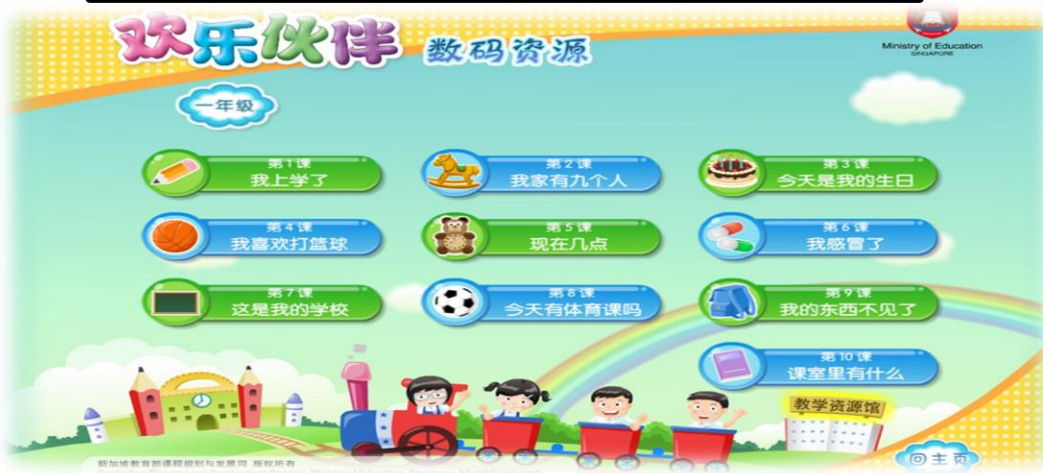 欢乐伙伴 数码资源
Ministry of Education
SINGAPORE
一年级
第1课
我上学了
第2课
我家有九个人
第3课
今天是我的生日
第4课
我喜欢打篮球
第5课
现在几点
第6课
我感冒了
第7课
这是我的学校
第8课
今天有体育课吗
第9课
我的东西不见了
第10课
课室里有什么
教学资源馆
新加坡教育部课程规划与发展司 版权所有
回主页